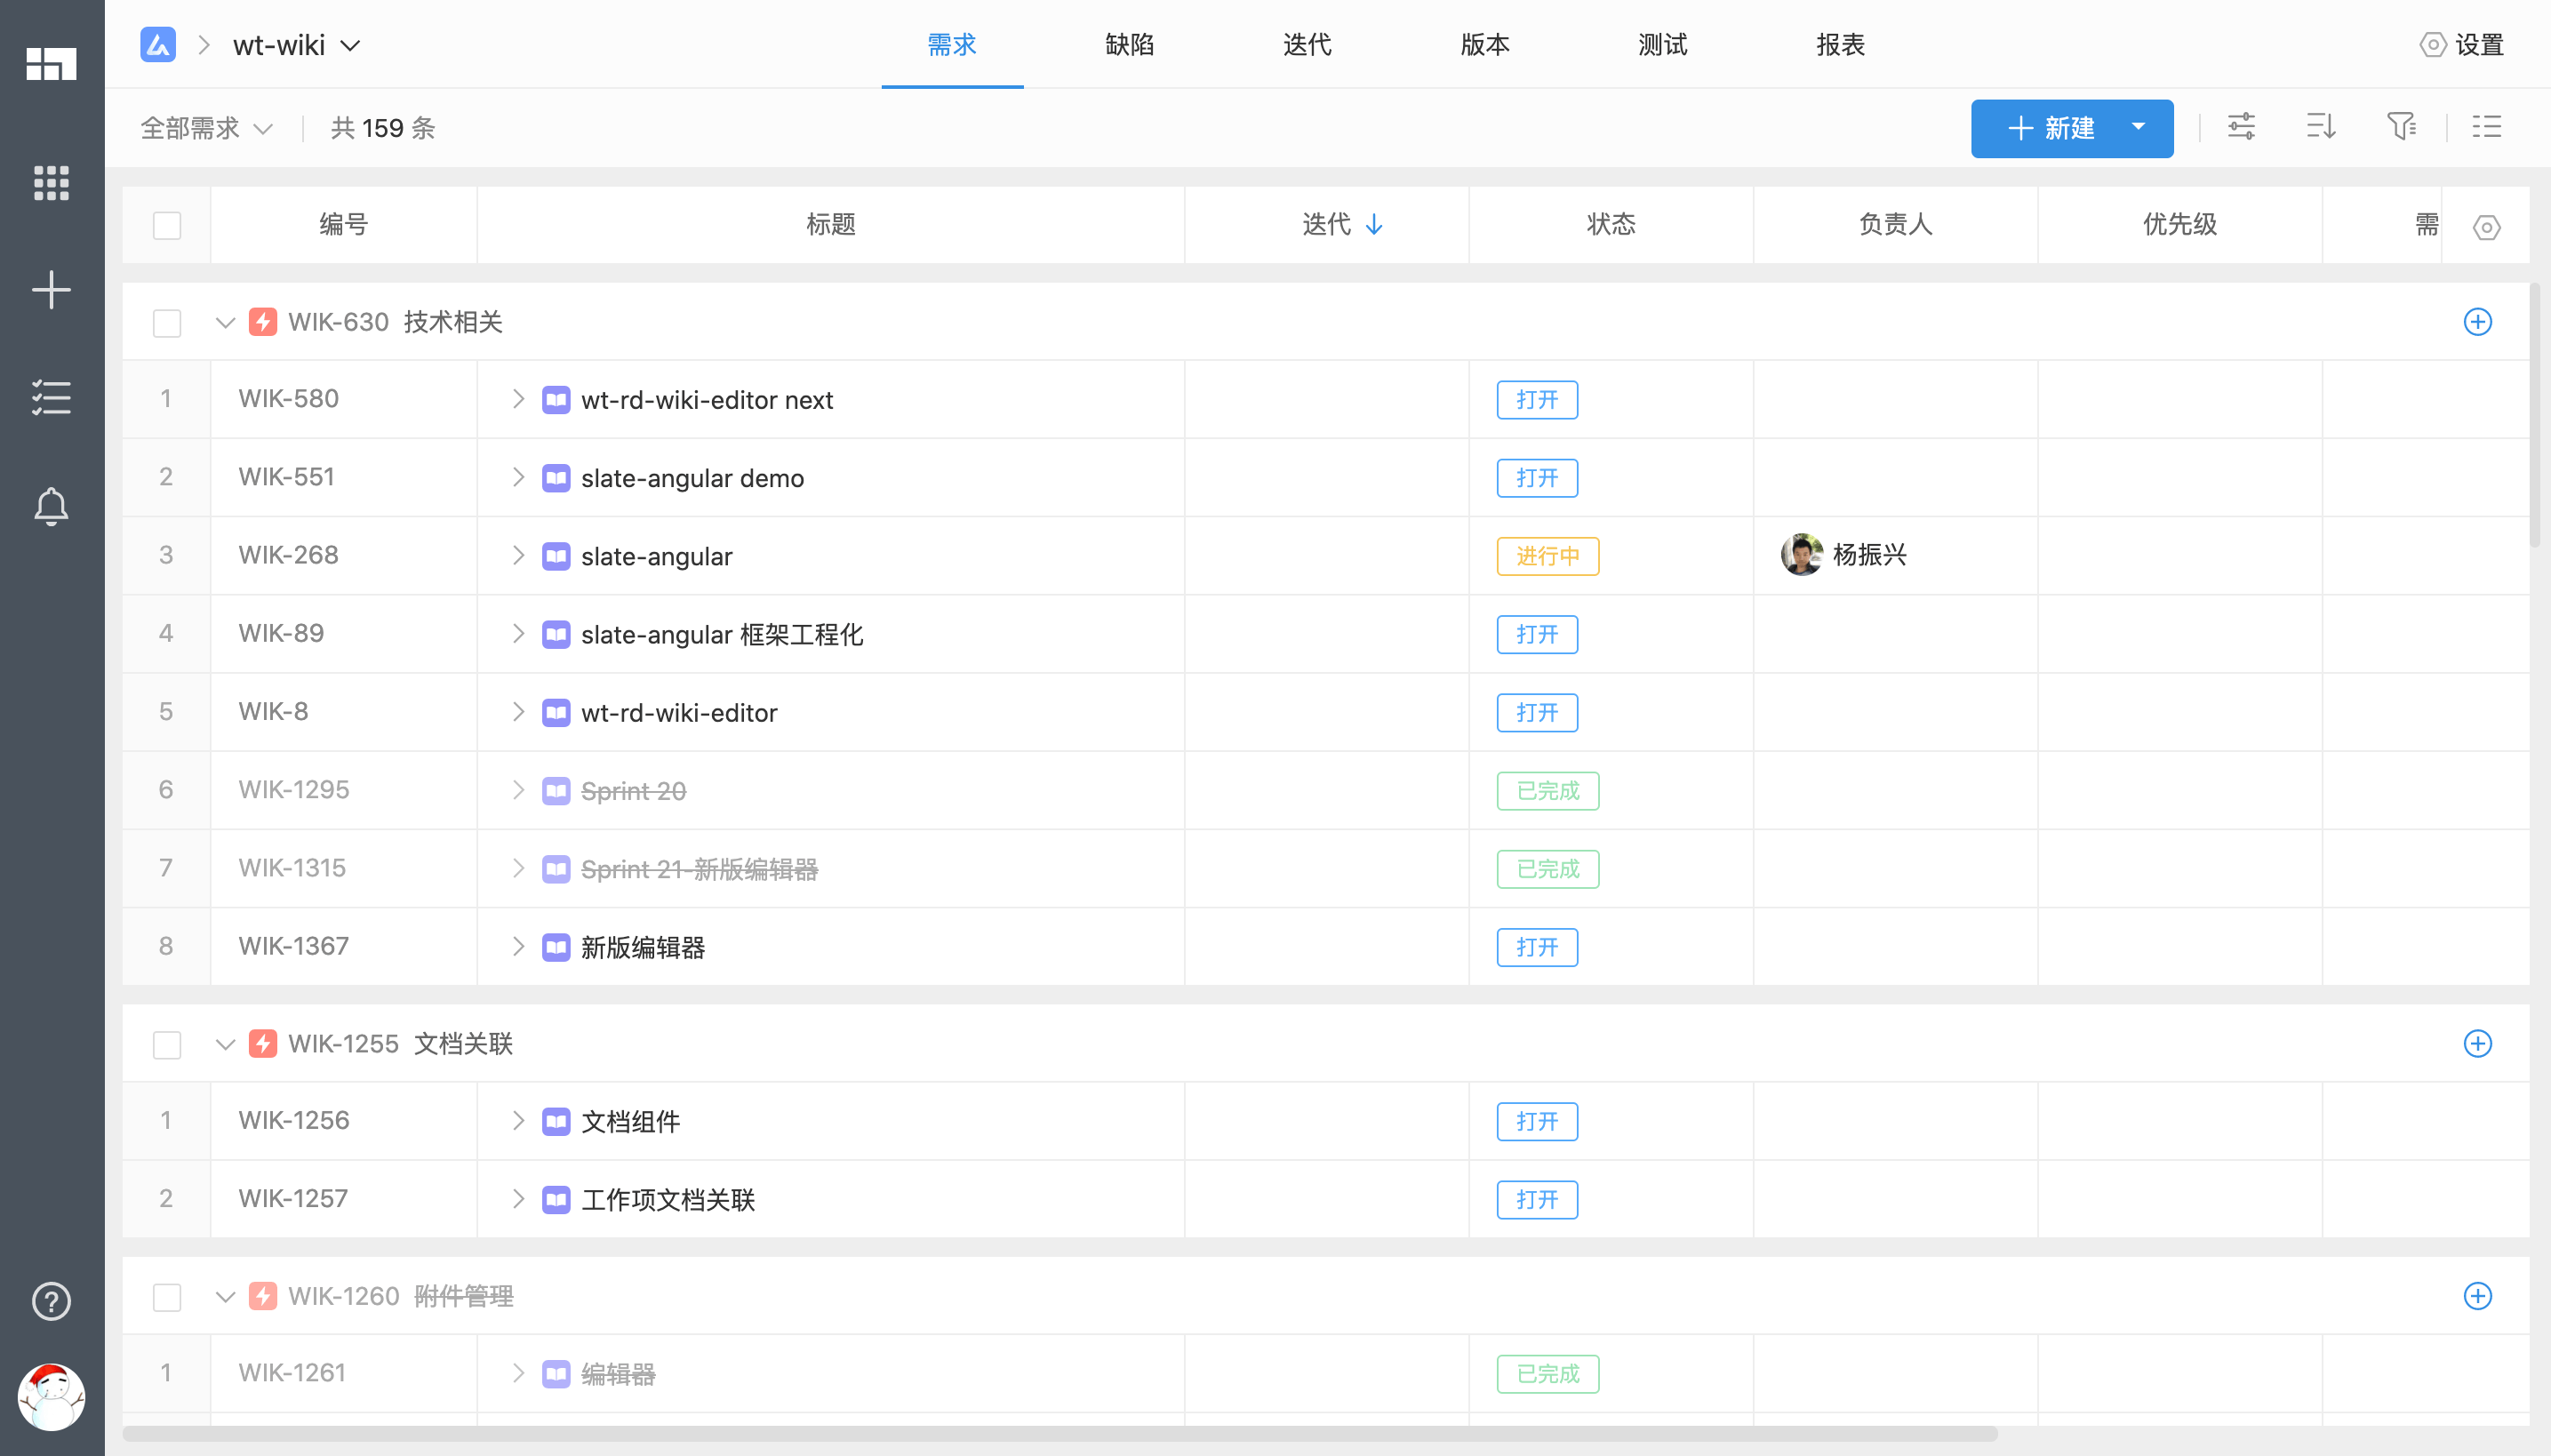 wt-wiki 需求 缺陷 迭代 版本 测试 报表 设置
全部需求 共 159 条 新建
编号 标题 迭代 状态 负责人 优先级 需
WIK-630 技术相关
1 WIK-580 wt-rd-wiki-editor next 打开
2 WIK-551 slate-angular demo 打开
3 WIK-268 slate-angular 进行中 杨振兴
4 WIK-89 slate-angular 框架工程化 打开
5 WIK-8 wt-rd-wiki-editor 打开
6 WIK-1295 Sprint 20 已完成
7 WIK-1315 Sprint 21-新版编辑器 已完成
8 WIK-1367 新版编辑器 打开
WIK-1255 文档关联
1 WIK-1256 文档组件 打开
2 WIK-1257 工作项文档关联 打开
WIK-1260 附件管理
1 WIK-1261 编辑器 已完成